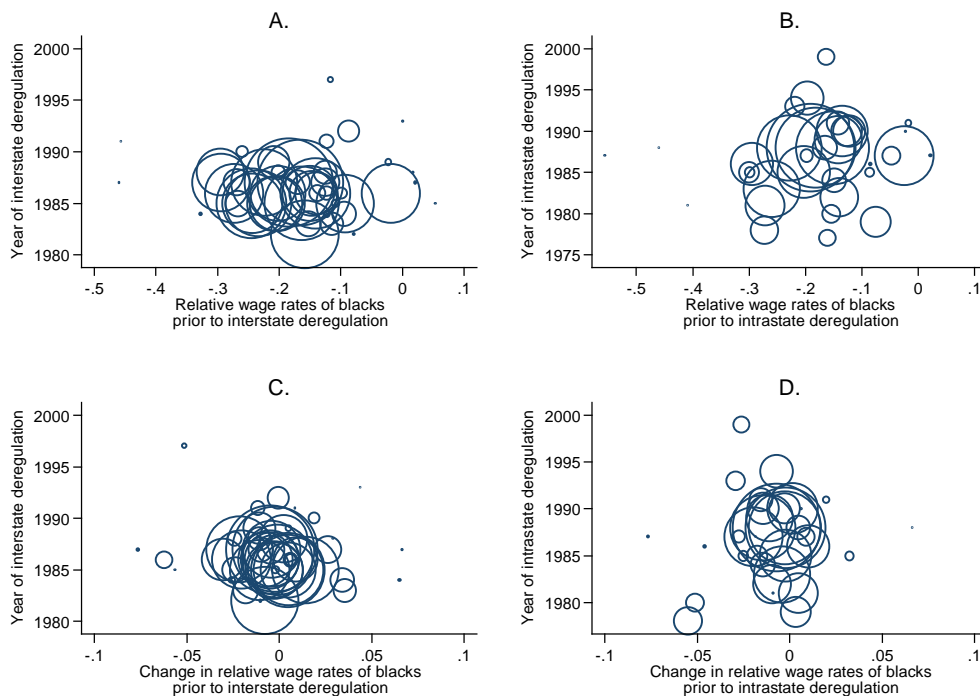 A.
Year of interstate deregulation
2000
1995
1990
1985
1980
-.5 -.4 -.3 -.2 -.1 0 .1
Relative wage rates of blacks
prior to interstate deregulation
B.
Year of intrastate deregulation
2000
1995
1990
1985
1980
1975
-.5 -.4 -.3 -.2 -.1 0 .1
Relative wage rates of blacks
prior to intrastate deregulation
C.
Year of interstate deregulation
2000
1995
1990
1985
1980
-.1 -.05 0 .05 .1
Change in relative wage rates of blacks
prior to interstate deregulation
D.
Year of intrastate deregulation
2000
1995
1990
1985
1980
-.1 -.05 0 .05 .1
Change in relative wage rates of blacks
prior to intrastate deregulation